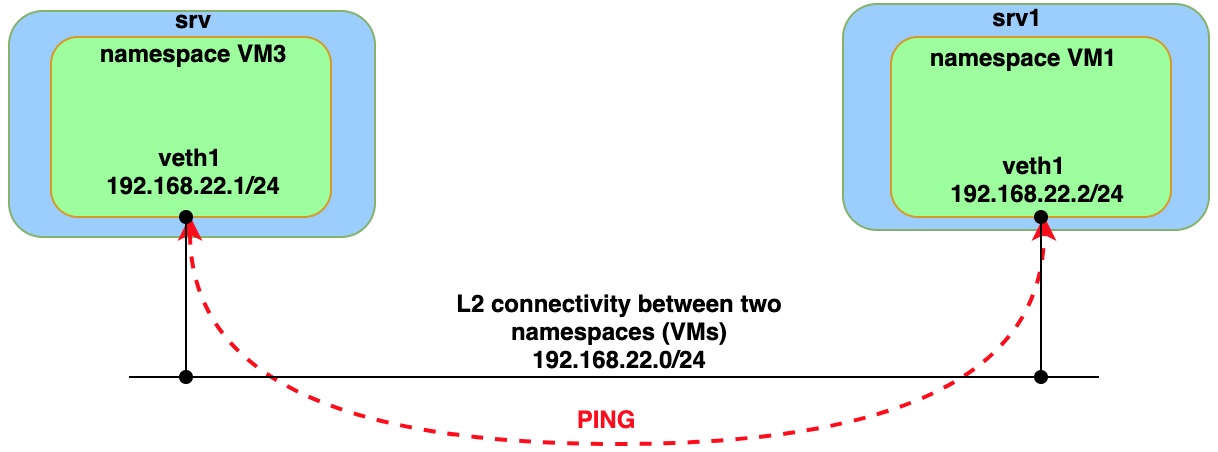 srv
namespace VM3
veth1
192.168.22.1/24
srv1
namespace VM1
veth1
192.168.22.2/24
L2 connectivity between two
namespaces (VMs)
192.168.22.0/24
PING